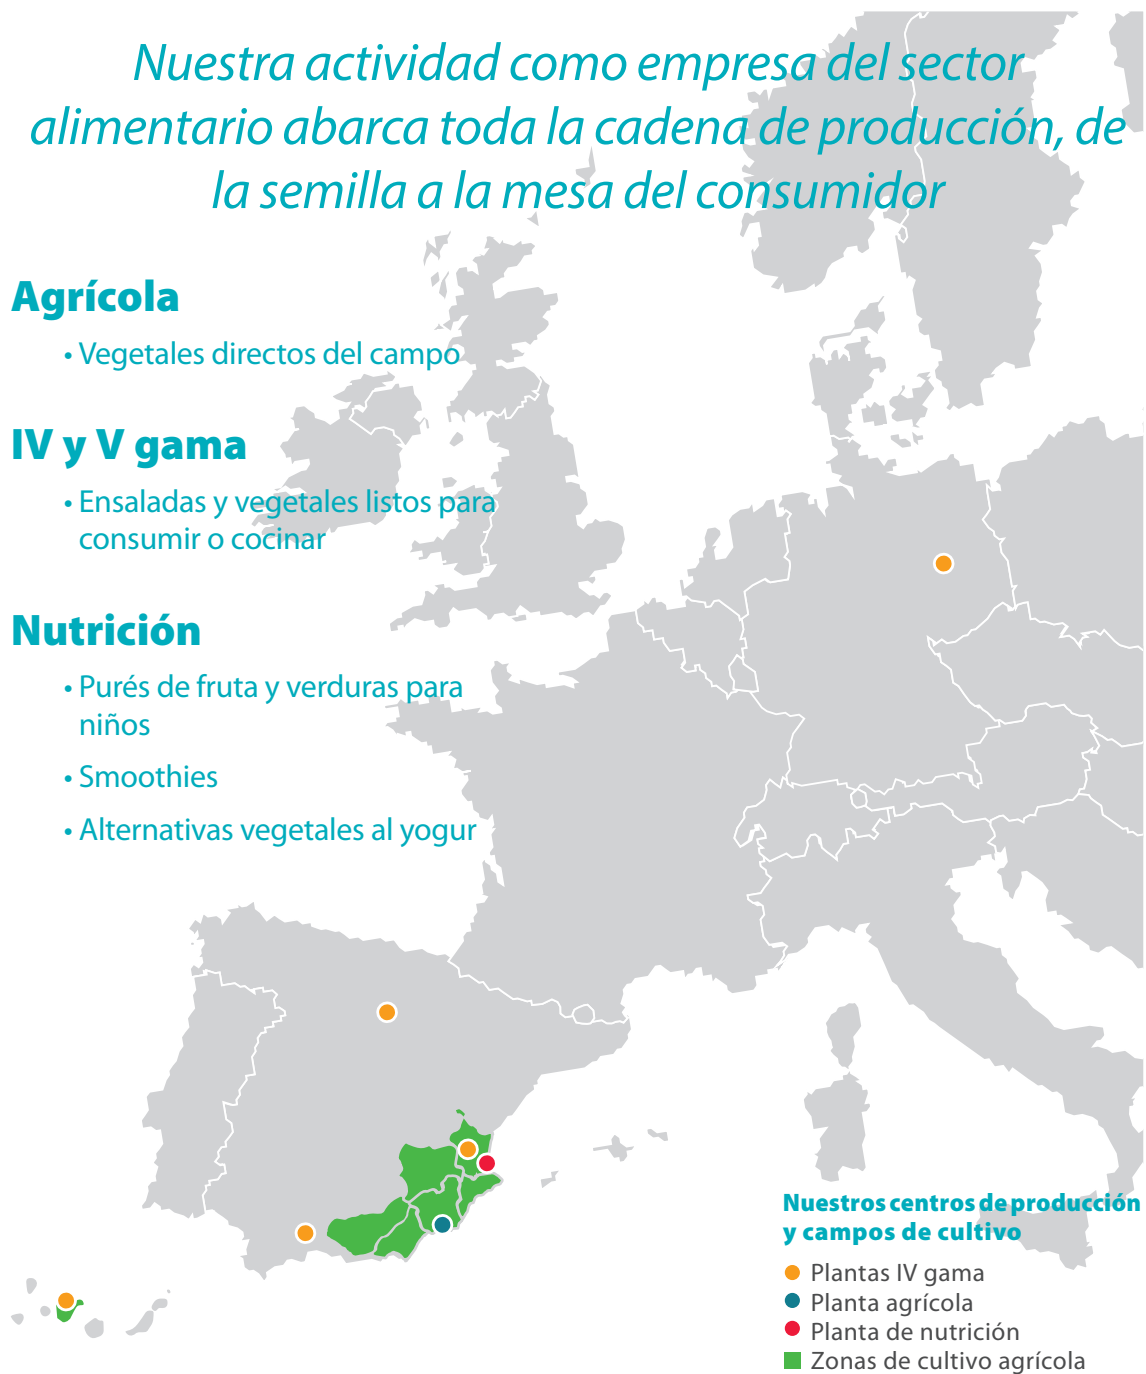 Nuestra actividad como empresa del sector
alimentario abarca toda la cadena de producción, de
la semilla a la mesa del consumidor
Agrícola
• Vegetales directos del campo
IV y V gama
• Ensaladas y vegetales listos para
consumir o cocinar
Nutrición
• Purés de fruta y verduras para
niños
• Smoothies
• Alternativas vegetales al yogur
Nuestros centros de producción
y campos de cultivo
Plantas IV gama
Planta agrícola
Planta de nutrición
Zonas de cultivo agrícola